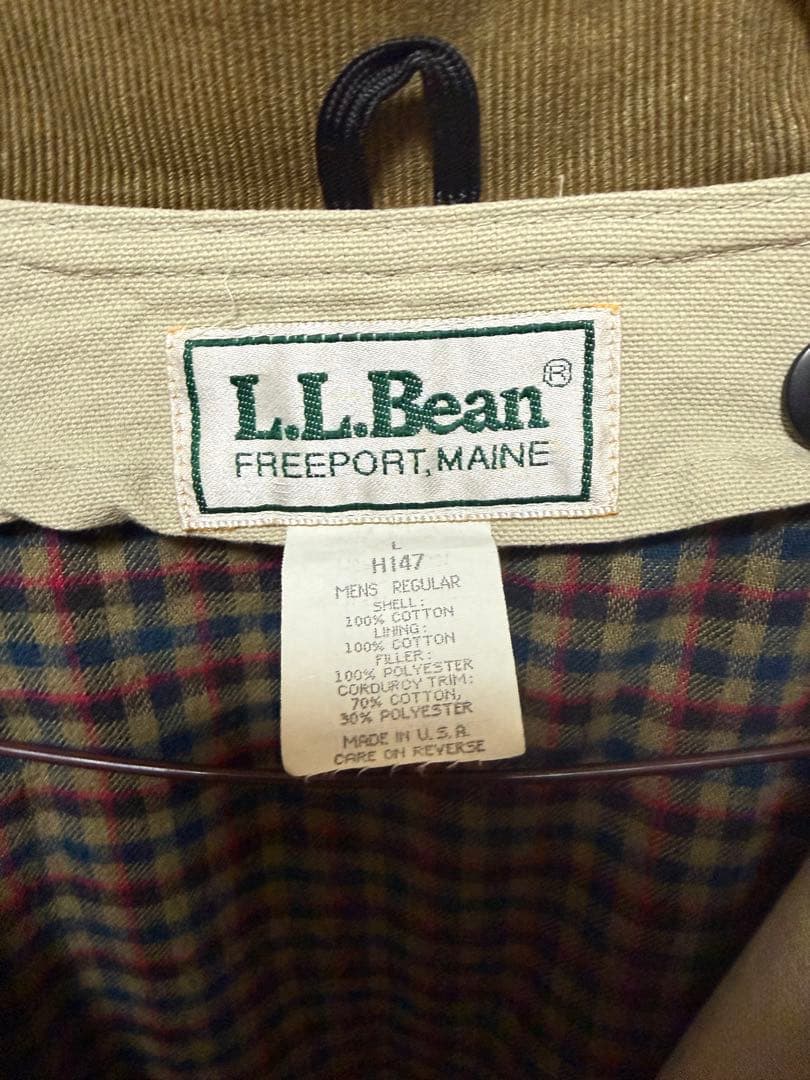 L.L.Bean®
FREEPORT, MAINE
L
H147
MENS REGULAR
SHELL:
100% COTTON
LINING:
100% COTTON
FILLER:
100% POLYESTER
CORDUROY TRIM:
70% COTTON,
30% POLYESTER
MADE IN U.S.A.
CARE ON REVERSE